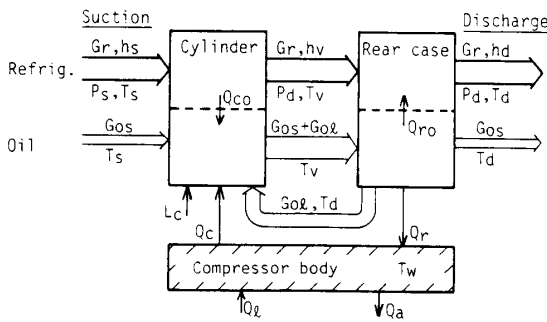 Suction
Discharge
Refrig.
Gr,hs
Ps,Ts
Cylinder
Qco
Gr,hv
Pd,Tv
Rear case
Qro
Gr,hd
Pd,Td
Oil
Gos
Ts
Gos+Goℓ
Tv
Gos
Td
Lc
Qc
Goℓ,Td
Qr
Compressor body Tw
Qℓ
Qa